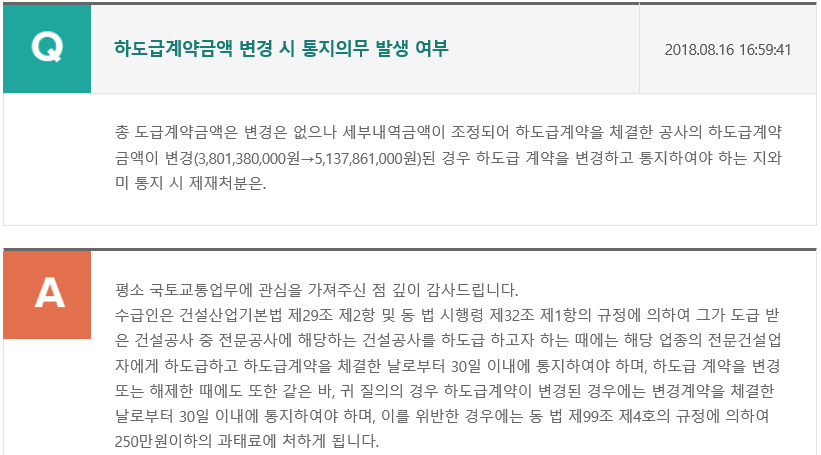 Q
하도급계약금액 변경 시 통지의무 발생 여부
2018.08.16 16:59:41
총 도급계약금액은 변경은 없으나 세부내역금액이 조정되어 하도급계약을 체결한 공사의 하도급계약
금액이 변경(3,801,380,000원→5,137,861,000원)된 경우 하도급 계약을 변경하고 통지하여야 하는 지와
미 통지 시 제재처분은.
A
평소 국토교통업무에 관심을 가져주신 점 깊이 감사드립니다.
수급인은 건설산업기본법 제29조 제2항 및 동 법 시행령 제32조 제1항의 규정에 의하여 그가 도급 받
은 건설공사 중 전문공사에 해당하는 건설공사를 하도급 하고자 하는 때에는 해당 업종의 전문건설업
자에게 하도급하고 하도급계약을 체결한 날로부터 30일 이내에 통지하여야 하며, 하도급 계약을 변경
또는 해제한 때에도 또한 같은 바, 귀 질의의 경우 하도급계약이 변경된 경우에는 변경계약을 체결한
날로부터 30일 이내에 통지하여야 하며, 이를 위반한 경우에는 동 법 제99조 제4호의 규정에 의하여
250만원이하의 과태료에 처하게 됩니다.